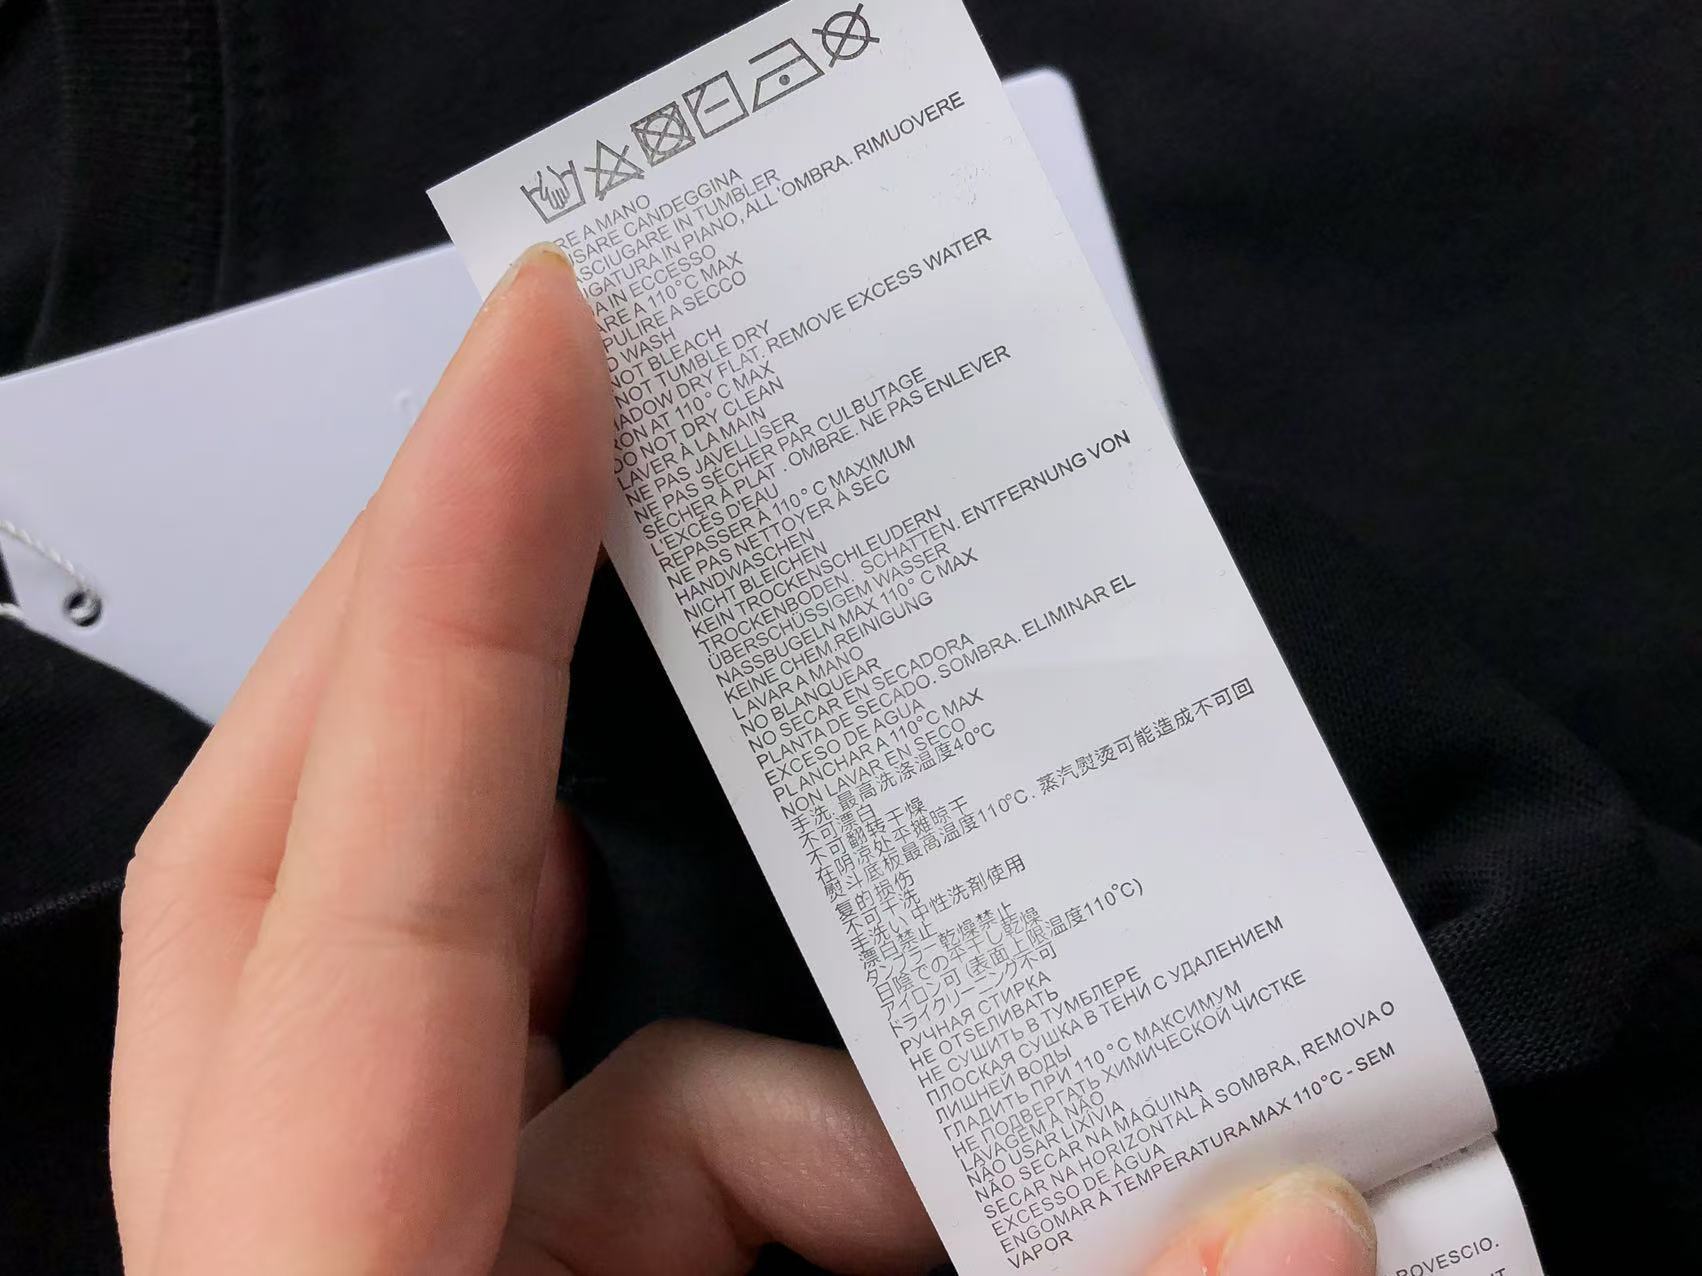 A MANO
CANDEGGINA
IN TUMBLER
IN PIANO, ALL'OMBRA. RIMUOVERE
IN ECCESSO
A 110°C MAX
PULIRE A SECCO
WASH
NOT BLEACH
NOT TUMBLE DRY
DRY FLAT. REMOVE EXCESS WATER
AT 110°C MAX
DO NOT DRY CLEAN
LAVER À LA MAIN
NE PAS JAVELLISER
NE PAS SÉCHER PAR CULBUTAGE
SÉCHER À PLAT . OMBRE. NE PAS ENLEVER
L'EXCÈS D'EAU
REPASSER À 110°C MAXIMUM
NE PAS NETTOYER À SEC
HANDWASCHEN
NICHT BLEICHEN
KEIN TROCKENSCHLEUDERN
TROCKENBODEN. SCHATTEN. ENTFERNUNG VON
ÜBERSCHÜSSIGEM WASSER
NASSBUGELN MAX 110°C MAX
KEINE CHEM.REINIGUNG
LAVAR A MANO
NO BLANQUEAR
NO SECAR EN SECADORA
PLANTA DE SECADO. SOMBRA. ELIMINAR EL
EXCESO DE AGUA
PLANCHAR A 110°C MAX
NON LAVAR EN SECO
手洗.最高洗涤温度40°C
不可漂白
不可翻转干燥
在阴凉处平摊晾干
熨斗底板最高温度110°C. 蒸汽熨烫可能造成不可回
复的损伤
不可干洗
手洗い中性洗剤使用
漂白禁止
タンブラー乾燥禁止
日陰での平干し乾燥
アイロン可 (表面上限温度110°C)
ドライクリーニング不可
РУЧНАЯ СТИРКА
НЕ ОТБЕЛИВАТЬ
НЕ СУШИТЬ В ТУМБЛЕРЕ
ПЛОСКАЯ СУШКА В ТЕНИ С УДАЛЕНИЕМ
ЛИШНЕЙ ВОДЫ
ГЛАДИТЬ ПРИ 110 °C МАКСИМУМ
НЕ ПОДВЕРГАТЬ ХИМИЧЕСКОЙ ЧИСТКЕ
LAVAGEM À NÃO
NÃO USAR LIXÍVIA
NÃO SECAR NA MÁQUINA
SECAR NA HORIZONTAL À SOMBRA, REMOVA O
EXCESSO DE ÁGUA
ENGOMAR À TEMPERATURA MAX 110°C - SEM
VAPOR
ROVESCIO.